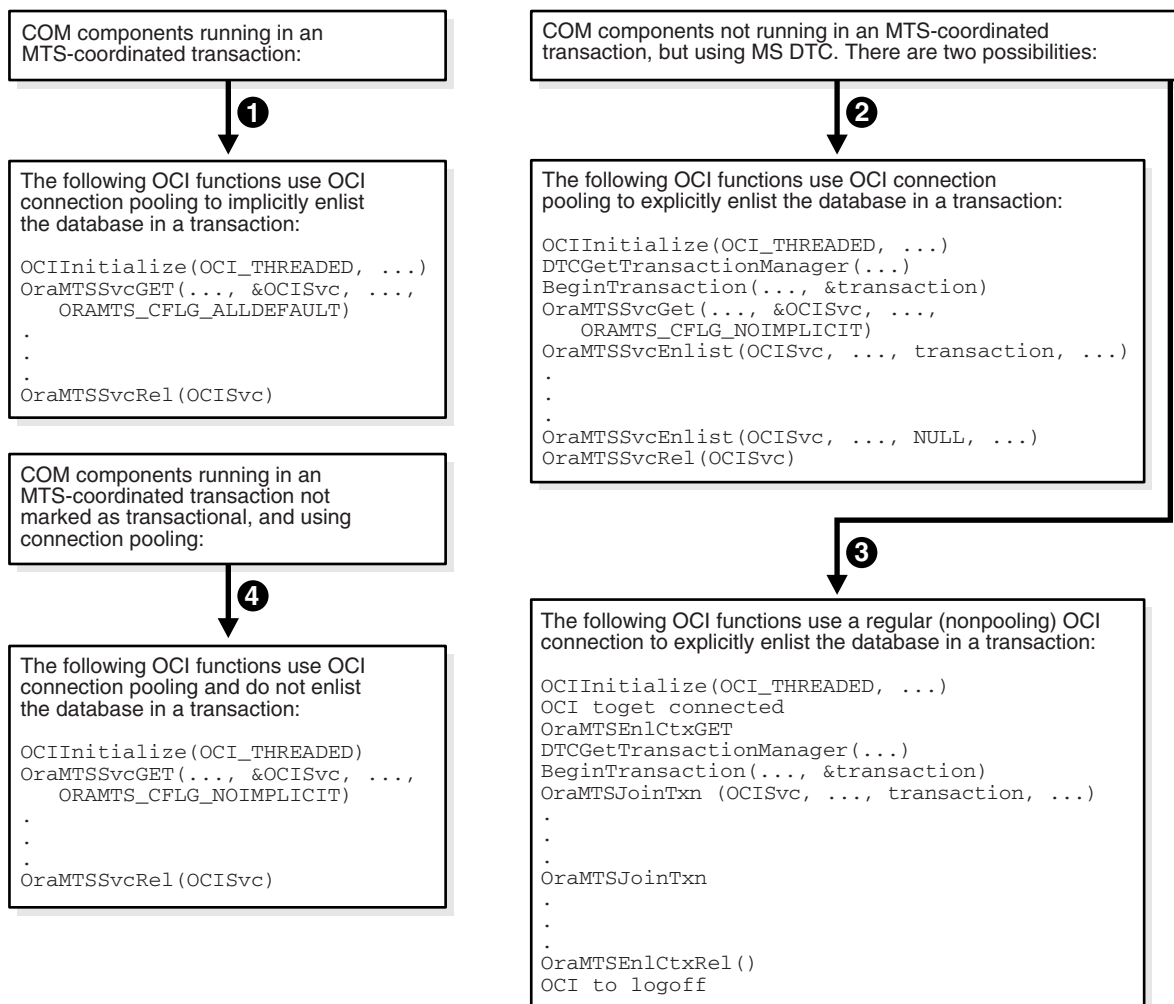 COM components running in an
MTS-coordinated transaction:
1
The following OCI functions use OCI
connection pooling to implicitly enlist
the database in a transaction:
OCIInitialize(OCI_THREADED, ...)
OraMTSSvcGET(..., &OCISvc, ...,
ORAMTS_CFLG_ALLDEFAULT)
.
.
.
OraMTSSvcRel(OCISvc)
COM components running in an
MTS-coordinated transaction not
marked as transactional, and using
connection pooling:
4
The following OCI functions use OCI
connection pooling and do not enlist
the database in a transaction:
OCIInitialize(OCI_THREADED)
OraMTSSvcGET(..., &OCISvc, ...,
ORAMTS_CFLG_NOIMPLICIT)
.
.
.
OraMTSSvcRel(OCISvc)
COM components not running in an MTS-coordinated
transaction, but using MS DTC. There are two possibilities:
2
The following OCI functions use OCI connection
pooling to explicitly enlist the database in a transaction:
OCIInitialize(OCI_THREADED, ...)
DTCGetTransactionManager(...)
BeginTransaction(..., &transaction)
OraMTSSvcGet(..., &OCISvc, ...,
ORAMTS_CFLG_NOIMPLICIT)
OraMTSSvcEnlist(OCISvc, ..., transaction, ...)
.
.
.
OraMTSSvcEnlist(OCISvc, ..., NULL, ...)
OraMTSSvcRel(OCISvc)
3
The following OCI functions use a regular (nonpooling) OCI
connection to explicitly enlist the database in a transaction:
OCIInitialize(OCI_THREADED, ...)
OCI toget connected
OraMTSEnlCtxGET
DTCGetTransactionManager(...)
BeginTransaction(..., &transaction)
OraMTSJoinTxn (OCISvc, ..., transaction, ...)
.
.
.
OraMTSJoinTxn
.
.
.
OraMTSEnlCtxRel()
OCI to logoff